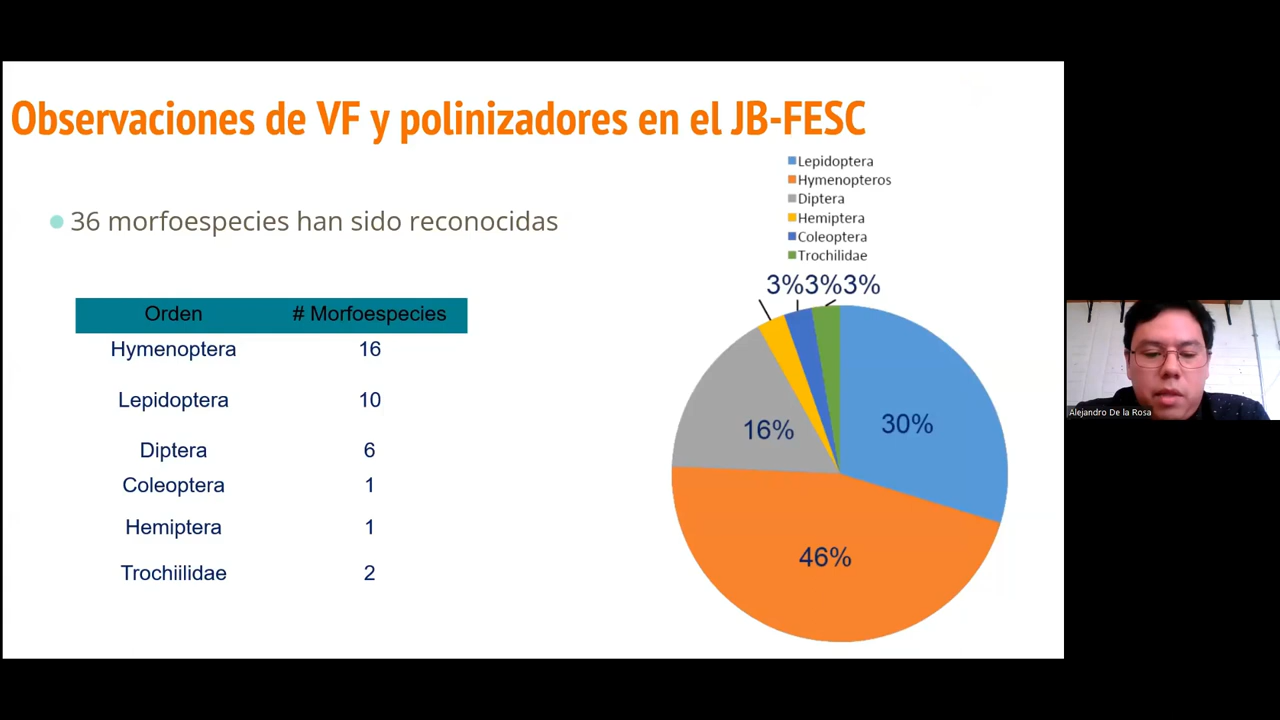 Observaciones de VF y polinizadores en el JB-FESC
36 morfoespecies han sido reconocidas
Orden # Morfoespecies
Hymenoptera 16
Lepidoptera 10
Diptera 6
Coleoptera 1
Hemiptera 1
Trochiilidae 2
Lepidoptera
Hymenopteros
Diptera
Hemiptera
Coleoptera
Trochilidae
3% 3% 3%
16%
30%
46%
Alejandro De la Rosa